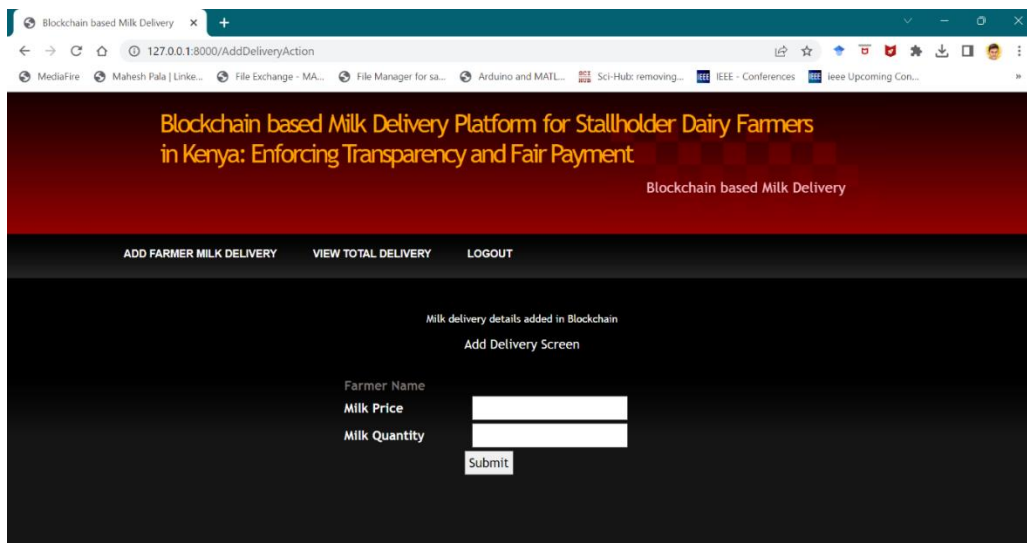 Blockchain based Milk Delivery
127.0.0.1:8000/AddDeliveryAction
MediaFire Mahesh Pala | Linke... File Exchange - MA... File Manager for sa... Arduino and MATL... Sci-Hub: removing... IEEE - Conferences ieee Upcoming Con...
Blockchain based Milk Delivery Platform for Stallholder Dairy Farmers
in Kenya: Enforcing Transparency and Fair Payment
Blockchain based Milk Delivery
ADD FARMER MILK DELIVERY VIEW TOTAL DELIVERY LOGOUT
Milk delivery details added in Blockchain
Add Delivery Screen
Farmer Name
Milk Price
Milk Quantity
Submit